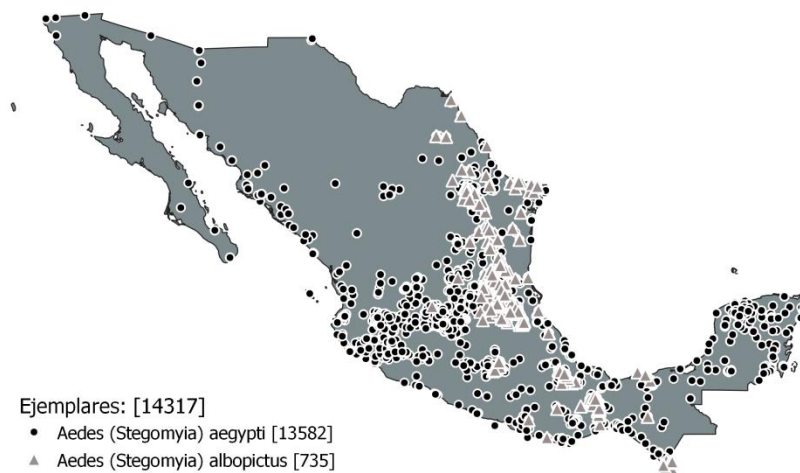 Ejemplares: [14317]
Aedes (Stegomyia) aegypti [13582]
Aedes (Stegomyia) albopictus [735]